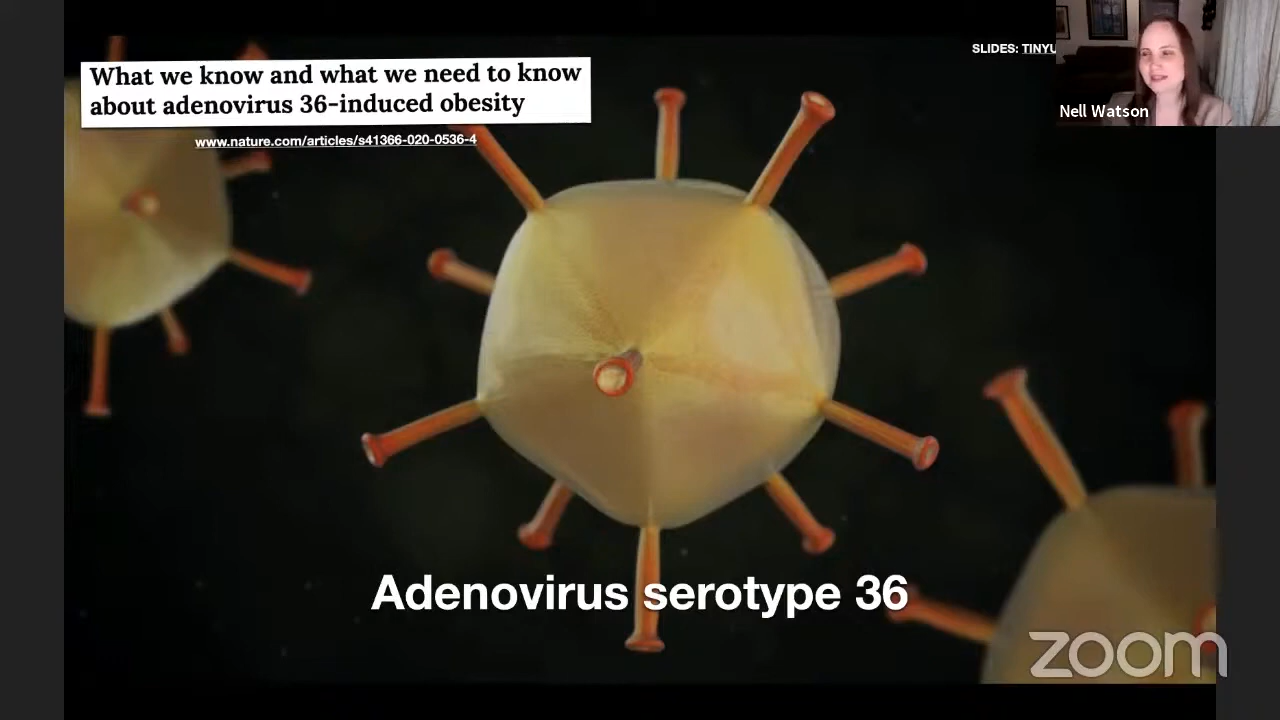 What we know and what we need to know
about adenovirus 36-induced obesity
www.nature.com/articles/s41366-020-0536-4
SLIDES: TINYU
Nell Watson
Adenovirus serotype 36
zoom